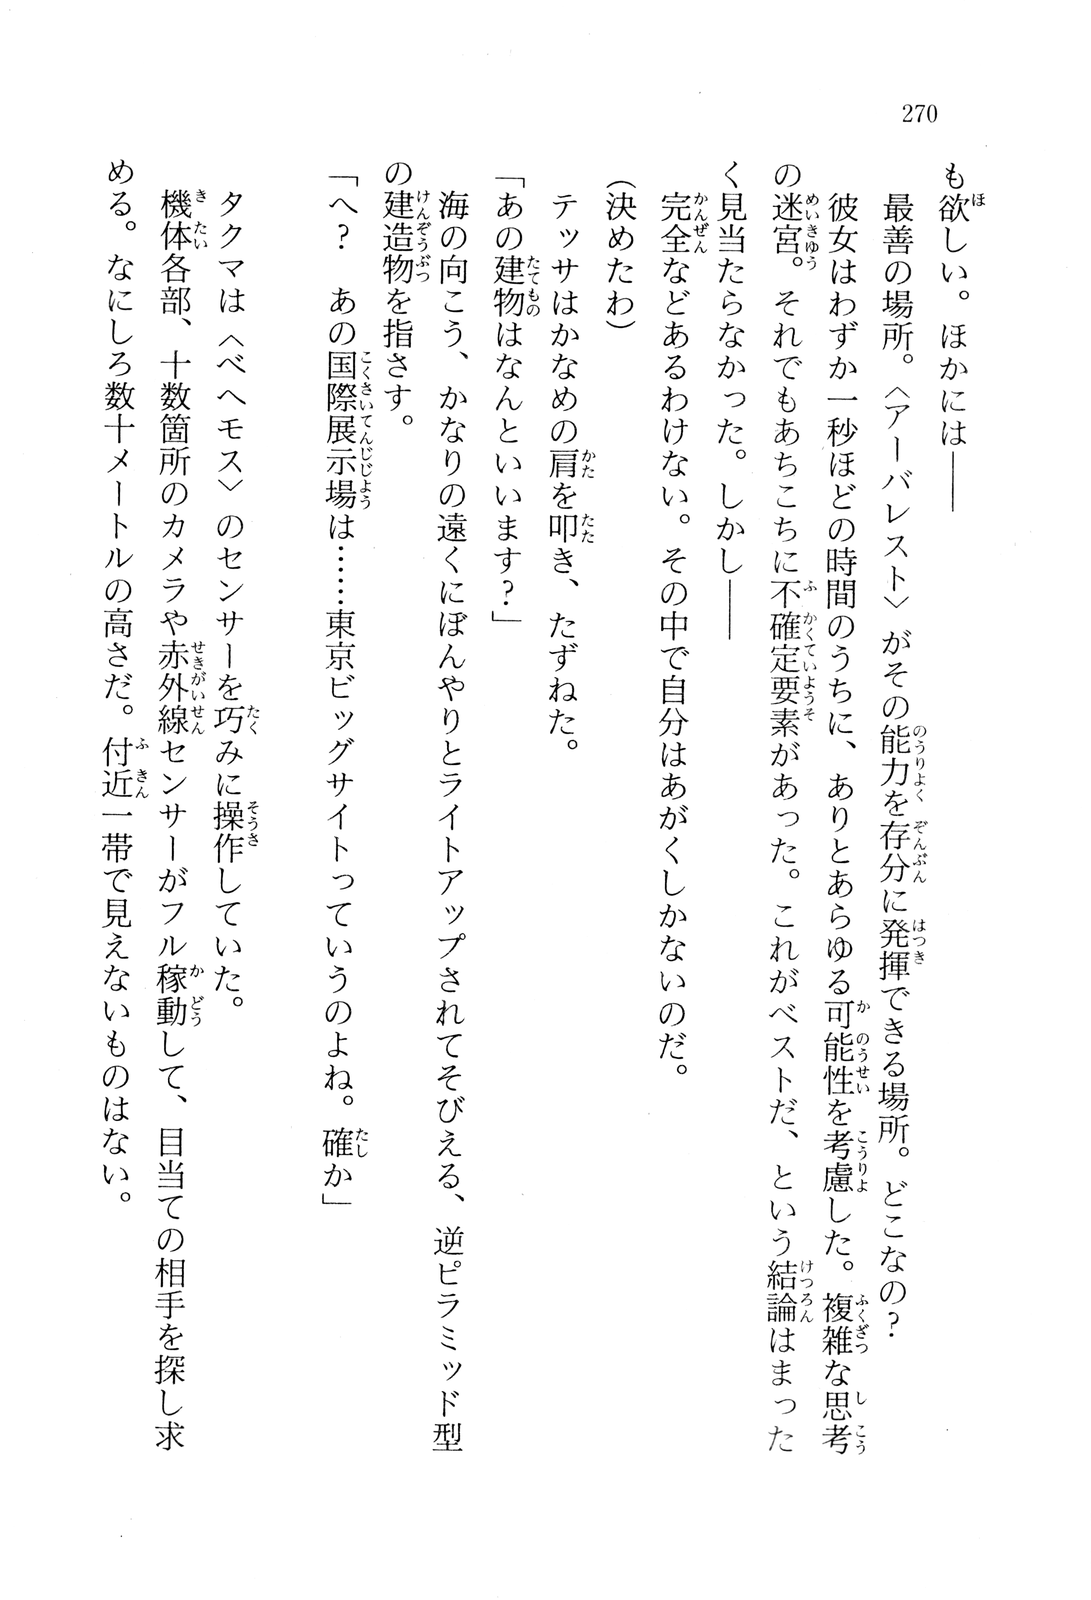 270
も欲しい。ほかには――
最善の場所。〈アーバレスト〉がその能力を存分に発揮できる場所。どこなの？
彼女はわずか一秒ほどの時間のうちに、ありとあらゆる可能性を考慮した。複雑な思考
の迷宮。それでもあちこちに不確定要素があった。これがベストだ、という結論はまった
く見当たらなかった。しかし――
完全などあるわけない。その中で自分はあがくしかないのだ。
（決めたわ）
テッサはかなめの肩を叩き、たずねた。
「あの建物はなんといいます？」
海の向こう、かなりの遠くにぼんやりとライトアップされてそびえる、逆ピラミッド型
の建造物を指さす。
「へ？　あの国際展示場は……東京ビッグサイトっていうのよね。確か」
タクマは〈ベヘモス〉のセンサーを巧みに操作していた。
機体各部、十数箇所のカメラや赤外線センサーがフル稼動して、目当ての相手を探し求
める。なにしろ数十メートルの高さだ。付近一帯で見えないものはない。